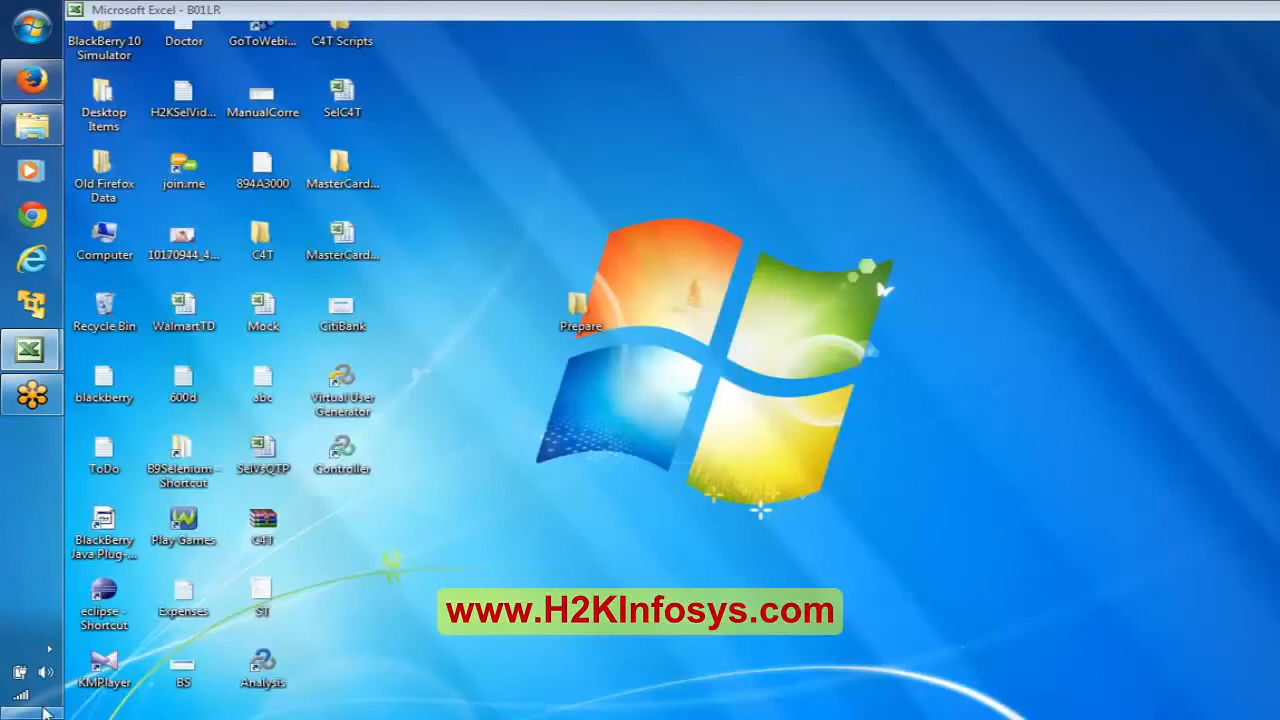 Microsoft Excel - B01LR
BlackBerry 10
Simulator
Doctor
GoToWebi...
C4T Scripts
Desktop
Items
H2KSelVid...
ManualCorre
SelC4T
Old Firefox
Data
join.me
894A3000
MasterCard...
Computer
10170944_4...
C4T
MasterCard...
Recycle Bin
WalmartTD
Mock
CitiBank
Prepare
blackberry
600d
abc
Virtual User
Generator
ToDo
B9Selenium -
Shortcut
SelVsQTP
Controller
BlackBerry
Java Plug-...
Play Games
C4T
eclipse -
Shortcut
Expenses
ST
KMPlayer
BS
Analysis
www.H2KInfosys.com